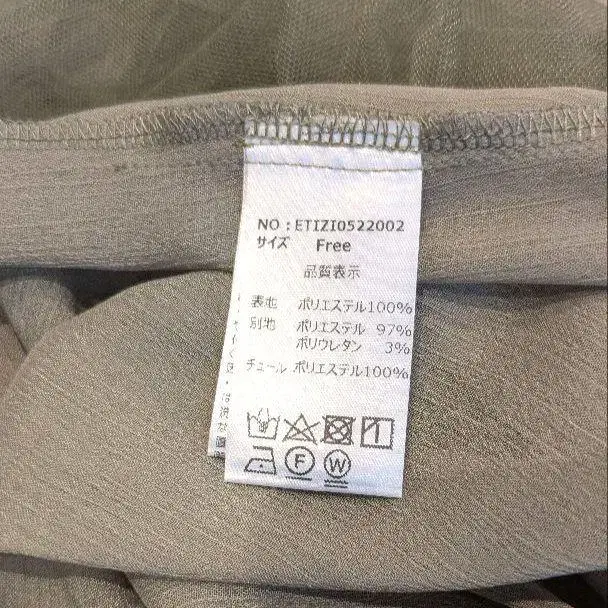 NO : ETIZI0522002
サイズ Free
品質表示
表地 ポリエステル100%
別地 ポリエステル 97%
ポリウレタン 3%
チュール ポリエステル100%
F W